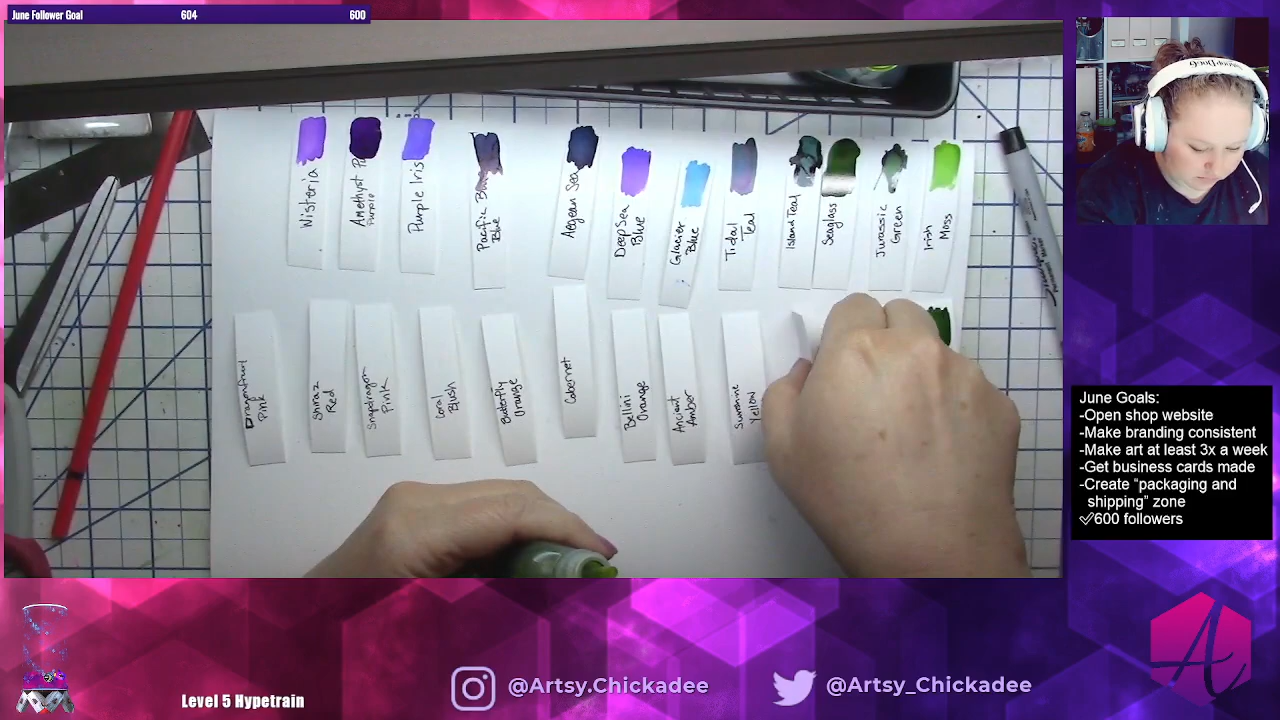 June Follower Goal 604 600
Wisteria
Amethyst
Purple
Purple Iris
Pacific
Blue
Aegean Sea
Deep Sea
Blue
Glacier
Blue
Tidal
Teal
Island Teal
Seaglass
Jurassic
Green
Irish
Moss
Dragonfruit
Pink
Shiraz
Red
Snapdragon
Pink
Coral
Blush
Butterfly
Orange
Cabernet
Bellini
Orange
Ancient
Amber
Sunshine
Yellow
June Goals:
-Open shop website
-Make branding consistent
-Make art at least 3x a week
-Get business cards made
-Create "packaging and
shipping" zone
✓600 followers
Level 5 Hypetrain
@Artsy.Chickadee
@Artsy_Chickadee